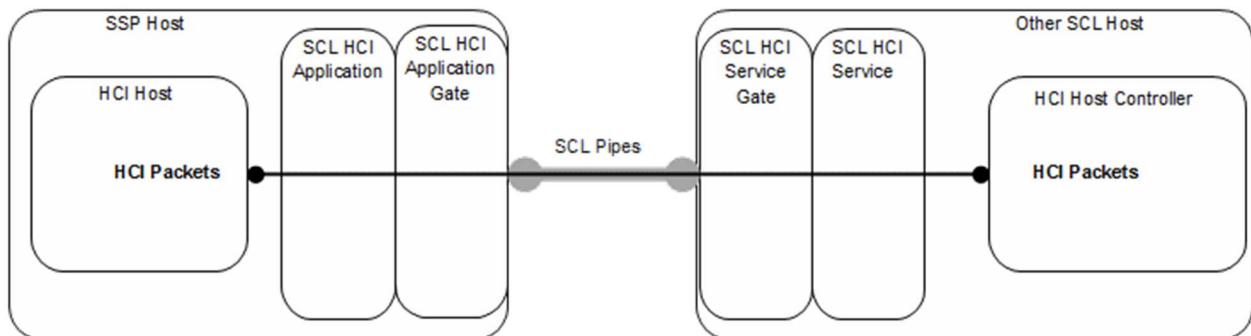 SSP Host
Other SCL Host
SCL HCI
Application
SCL HCI
Application
Gate
SCL HCI
Service
Gate
SCL HCI
Service
HCI Host
HCI Host Controller
SCL Pipes
HCI Packets
HCI Packets